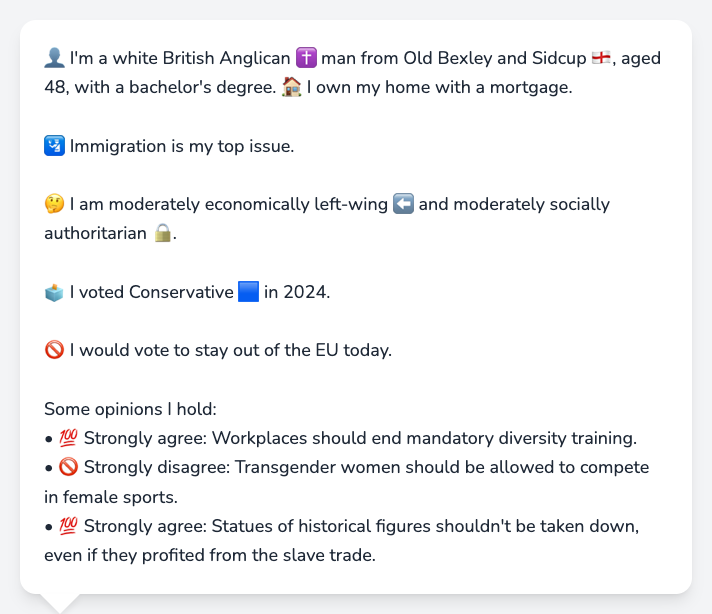 👤 I'm a white British Anglican ✝️ man from Old Bexley and Sidcup 🏴󠁧󠁢󠁥󠁮󠁧󠁿, aged
48, with a bachelor's degree. 🏠 I own my home with a mortgage.
🛂 Immigration is my top issue.
🤔 I am moderately economically left-wing ⬅️ and moderately socially
authoritarian 🔒.
🗳️ I voted Conservative 🟦 in 2024.
🚫 I would vote to stay out of the EU today.
Some opinions I hold:
• 💯 Strongly agree: Workplaces should end mandatory diversity training.
• 🚫 Strongly disagree: Transgender women should be allowed to compete
in female sports.
• 💯 Strongly agree: Statues of historical figures shouldn't be taken down,
even if they profited from the slave trade.